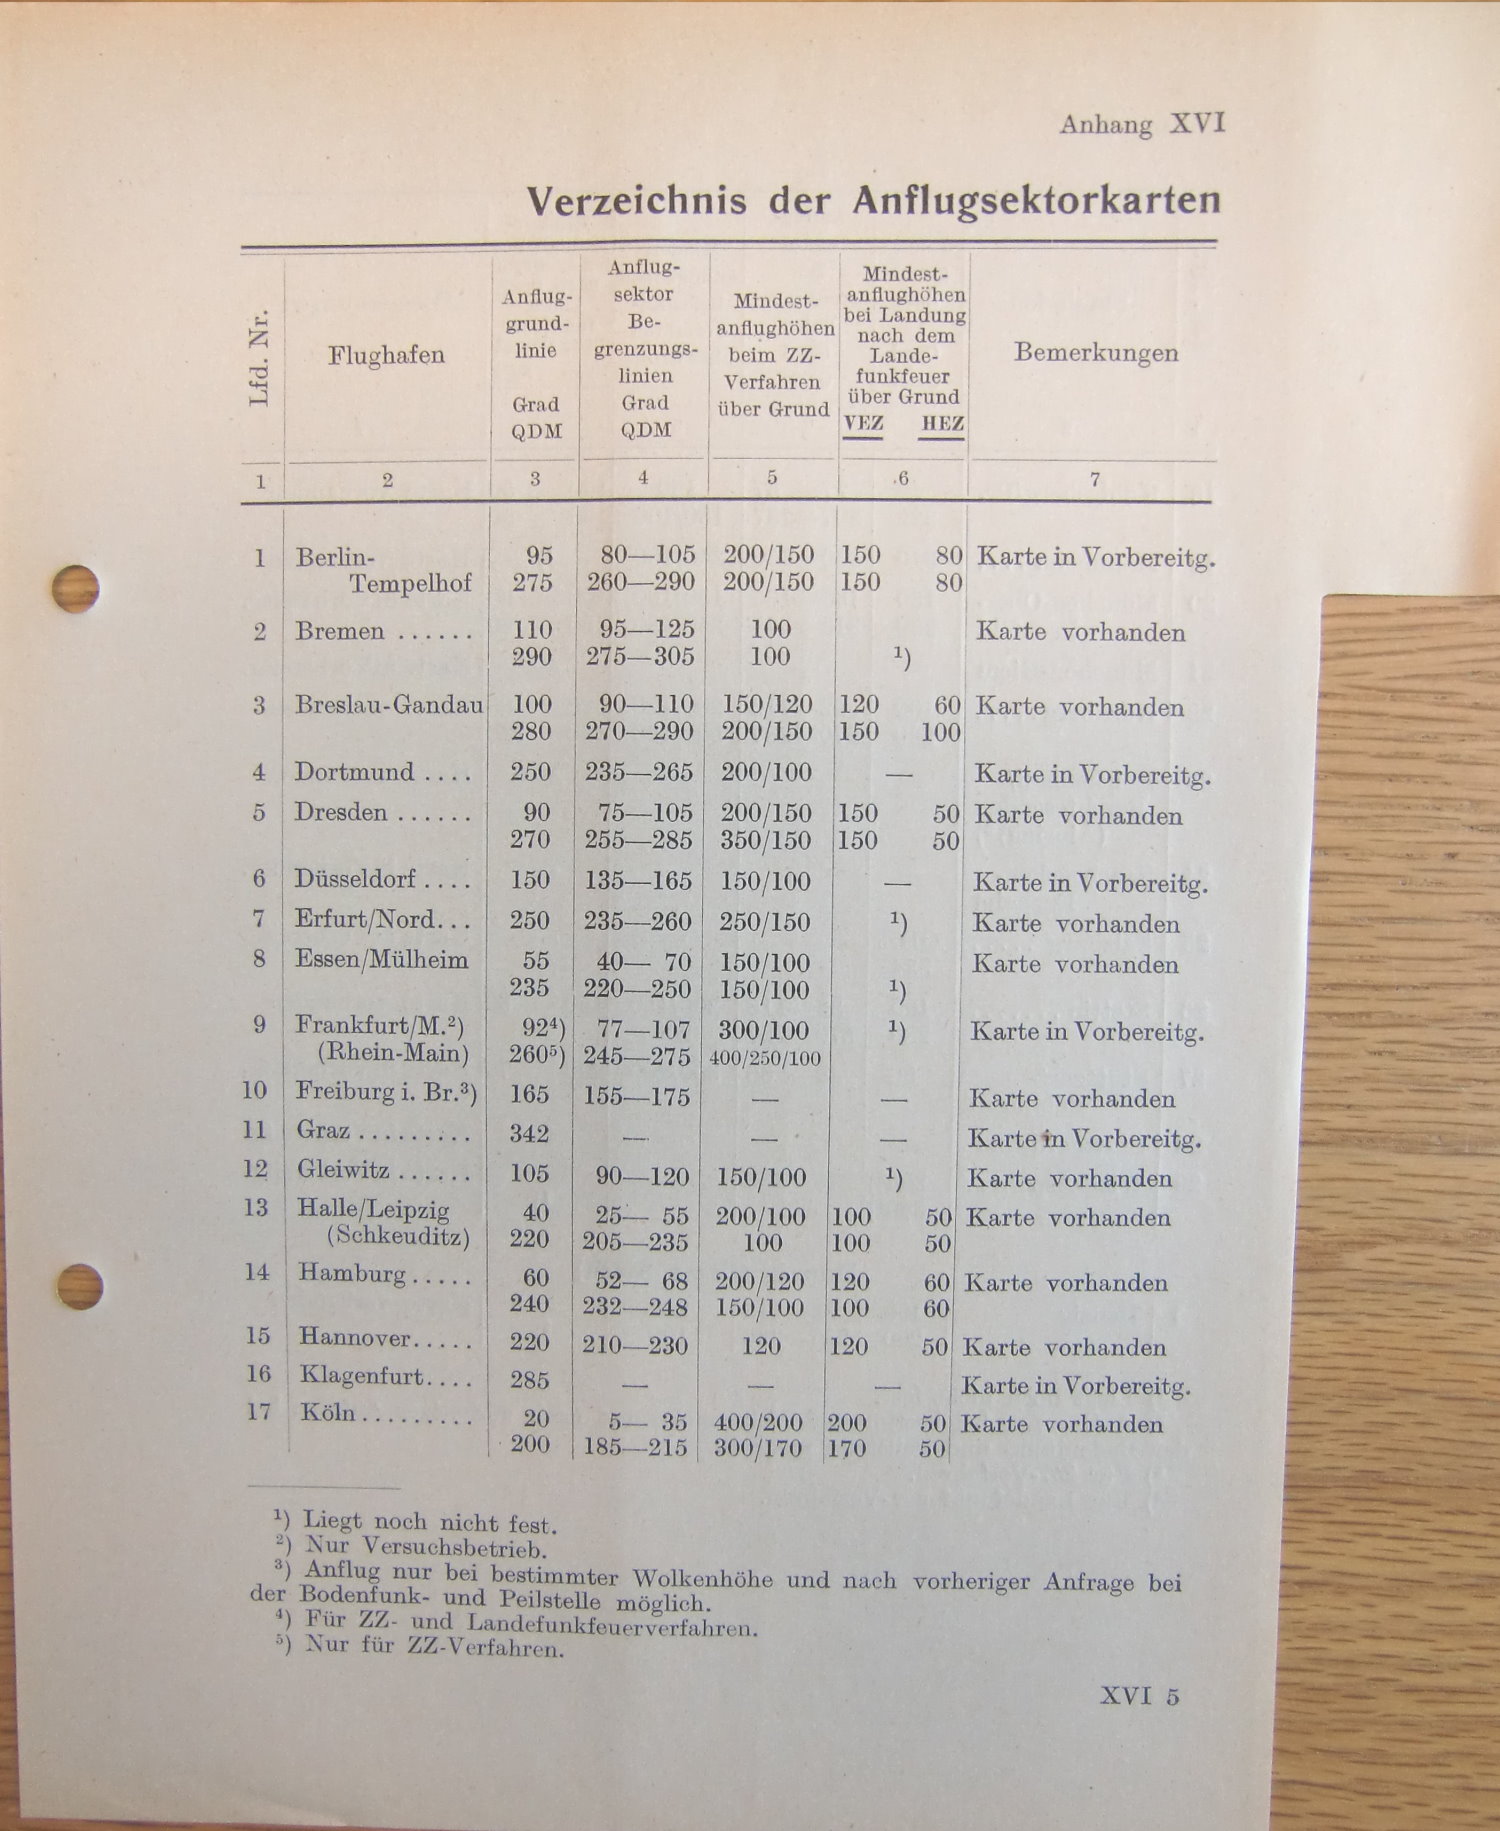 Anhang XVI
Verzeichnis der Anflugsektorkarten
Lfd. Nr.
Flughafen
Anflug-
grund-
linie
Grad
QDM
Anflug-
sektor
Be-
grenzungs-
linien
Grad
QDM
Mindest-
anflughöhen
beim ZZ-
Verfahren
über Grund
Mindest-
anflughöhen
bei Landung
nach dem
Lande-
funkfeuer
über Grund
VEZ HEZ
Bemerkungen
1 2 3 4 5 6 7
1 Berlin- 95 80—105 200/150 150 80 Karte in Vorbereitg.
Tempelhof 275 260—290 200/150 150 80
2 Bremen ...... 110 95—125 100 Karte vorhanden
290 275—305 100 ¹)
3 Breslau-Gandau 100 90—110 150/120 120 60 Karte vorhanden
280 270—290 200/150 150 100
4 Dortmund .... 250 235—265 200/100 — Karte in Vorbereitg.
5 Dresden ...... 90 75—105 200/150 150 50 Karte vorhanden
270 255—285 350/150 150 50
6 Düsseldorf .... 150 135—165 150/100 — Karte in Vorbereitg.
7 Erfurt/Nord... 250 235—260 250/150 ¹) Karte vorhanden
8 Essen/Mülheim 55 40— 70 150/100 Karte vorhanden
235 220—250 150/100 ¹)
9 Frankfurt/M.²) 92⁴) 77—107 300/100 ¹) Karte in Vorbereitg.
(Rhein-Main) 260⁵) 245—275 400/250/100
10 Freiburg i. Br.³) 165 155—175 — — Karte vorhanden
11 Graz ......... 342 — — — Karte in Vorbereitg.
12 Gleiwitz ...... 105 90—120 150/100 ¹) Karte vorhanden
13 Halle/Leipzig 40 25— 55 200/100 100 50 Karte vorhanden
(Schkeuditz) 220 205—235 100 100 50
14 Hamburg ..... 60 52— 68 200/120 120 60 Karte vorhanden
240 232—248 150/100 100 60
15 Hannover..... 220 210—230 120 120 50 Karte vorhanden
16 Klagenfurt.... 285 — — — Karte in Vorbereitg.
17 Köln ......... 20 5— 35 400/200 200 50 Karte vorhanden
200 185—215 300/170 170 50
¹) Liegt noch nicht fest.
²) Nur Versuchsbetrieb.
³) Anflug nur bei bestimmter Wolkenhöhe und nach vorheriger Anfrage bei
der Bodenfunk- und Peilstelle möglich.
⁴) Für ZZ- und Landefunkfeuerverfahren.
⁵) Nur für ZZ-Verfahren.
XVI 5